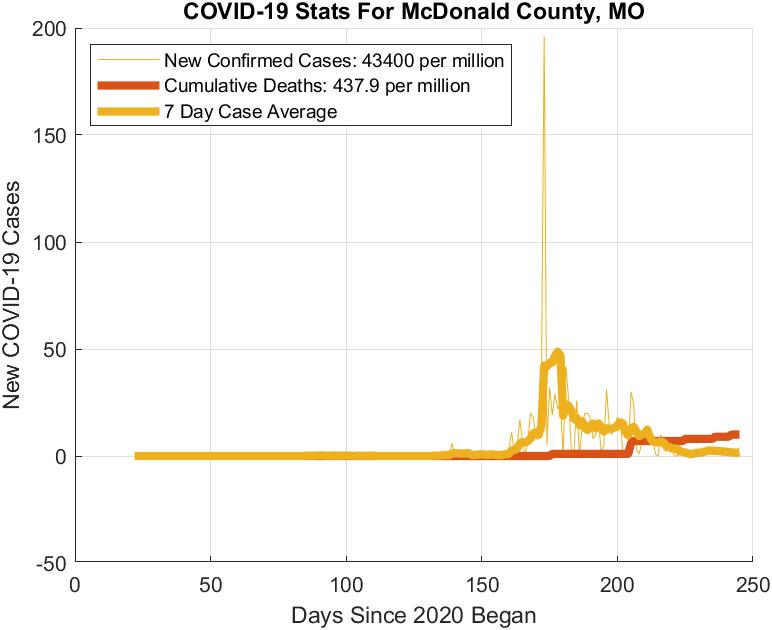 COVID-19 Stats For McDonald County, MO
New Confirmed Cases: 43400 per million
Cumulative Deaths: 437.9 per million
7 Day Case Average
New COVID-19 Cases
200
150
100
50
0
-50
0 50 100 150 200 250
Days Since 2020 Began